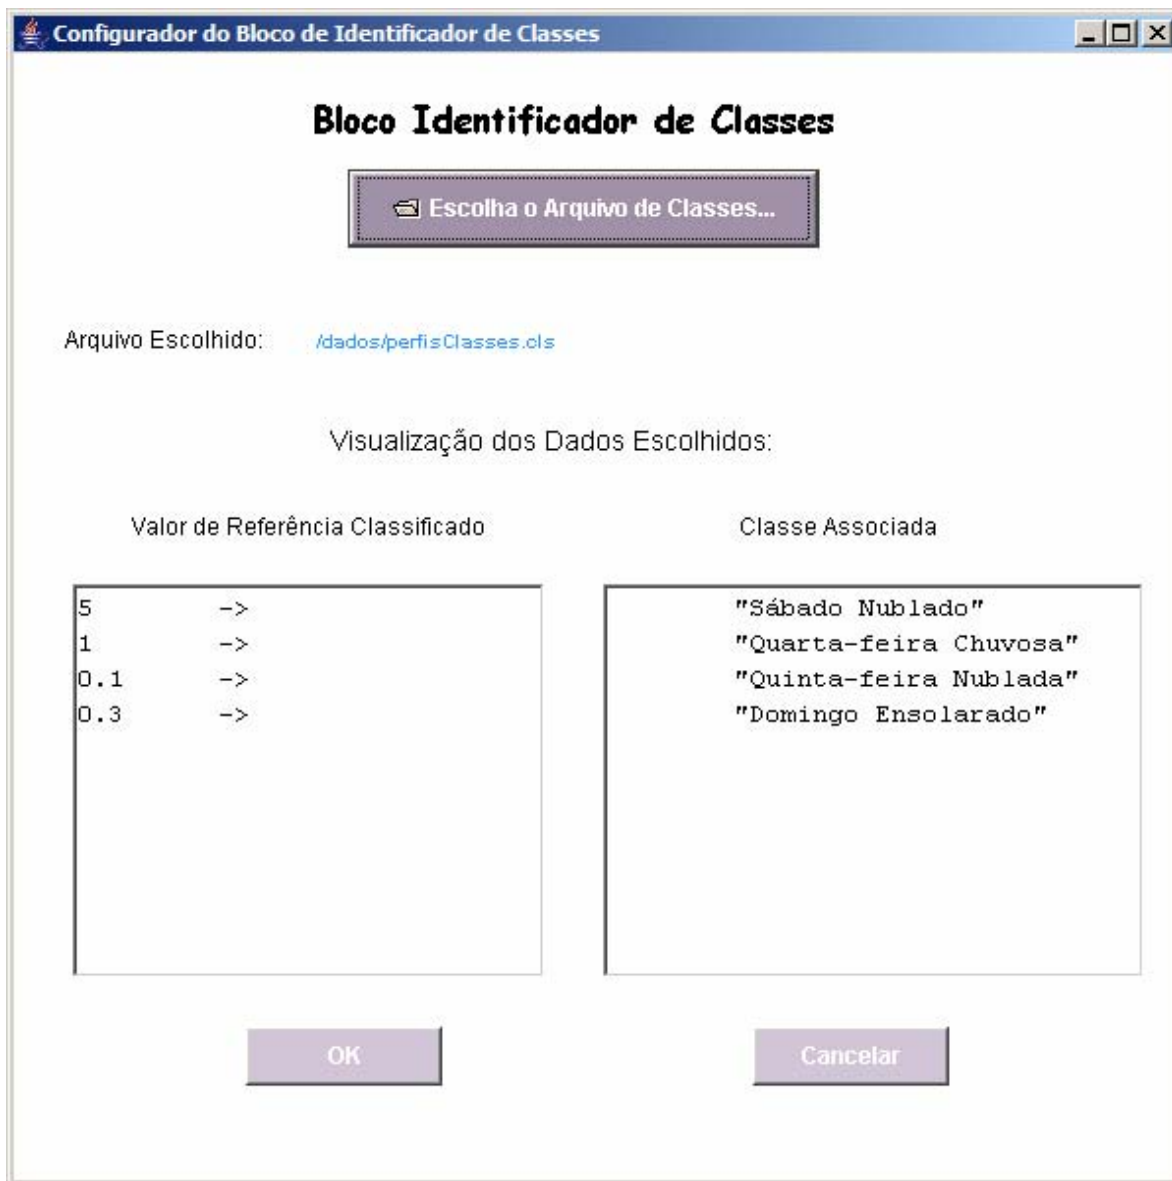 Configurador do Bloco de Identificador de Classes
Bloco Identificador de Classes
Escolha o Arquivo de Classes...
Arquivo Escolhido: /dados/perfisClasses.cls
Visualização dos Dados Escolhidos:
Valor de Referência Classificado Classe Associada
5 -> "Sábado Nublado"
1 -> "Quarta-feira Chuvosa"
0.1 -> "Quinta-feira Nublada"
0.3 -> "Domingo Ensolarado"
OK Cancelar